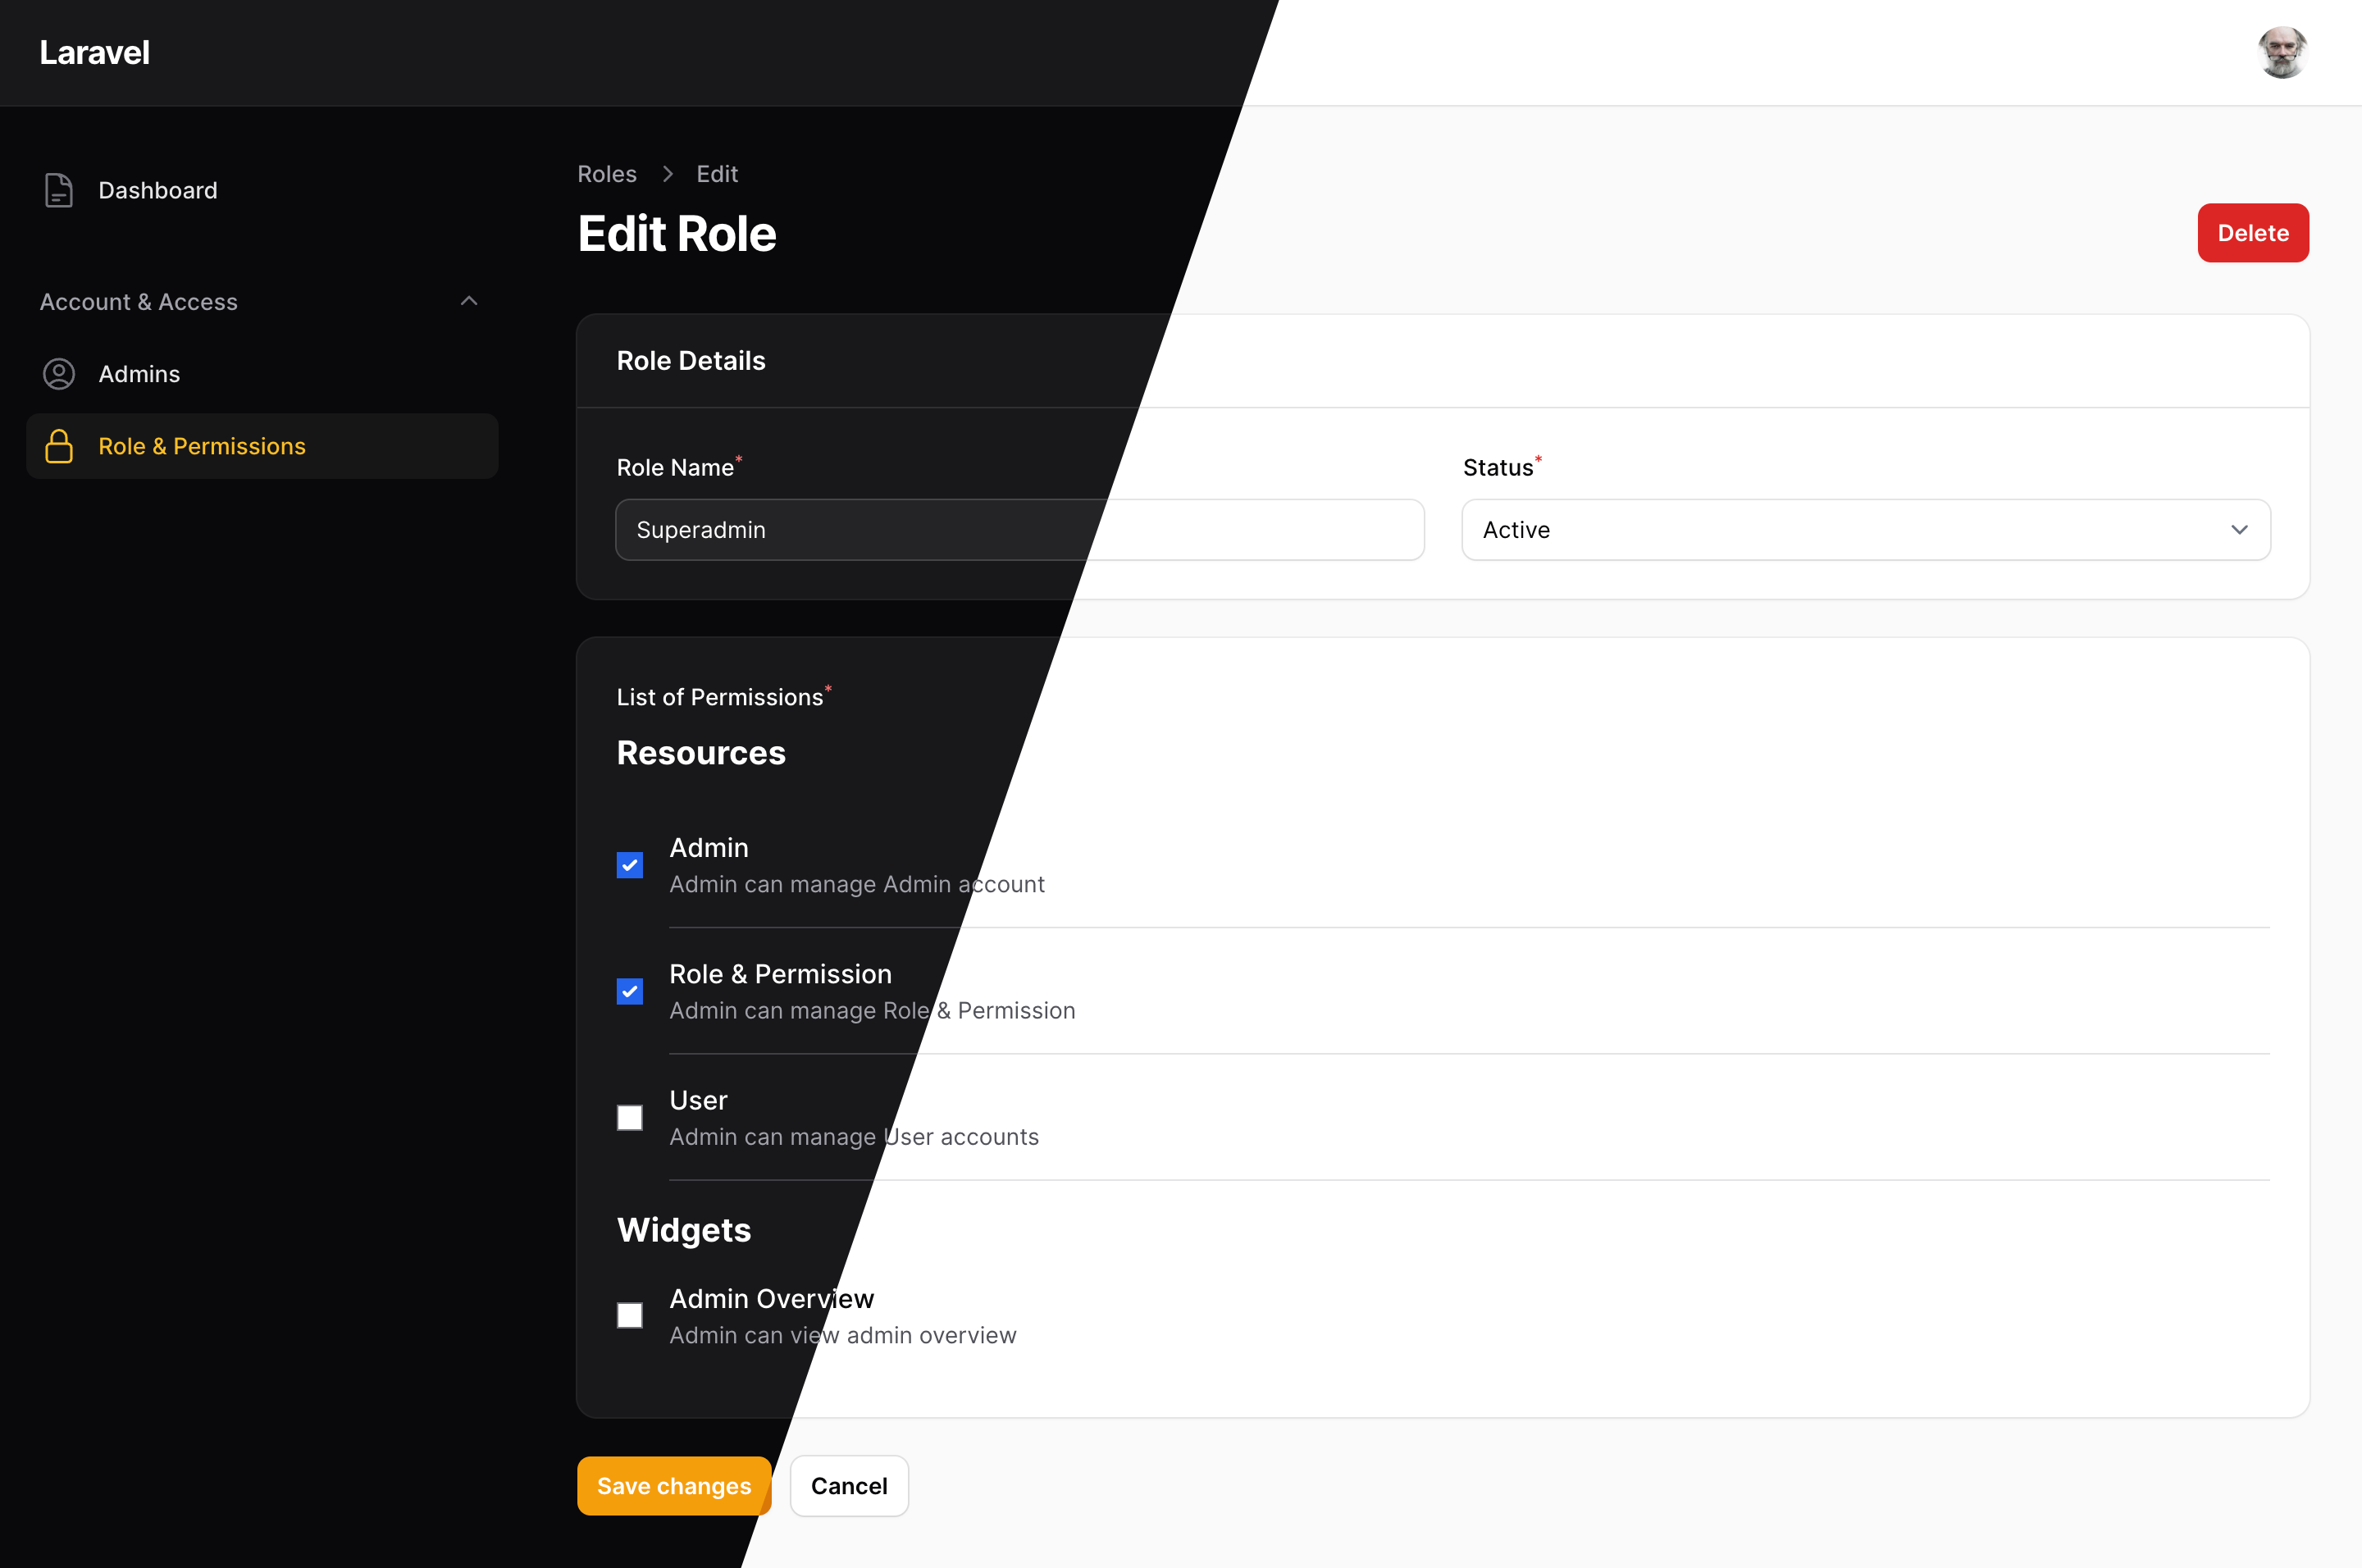 Laravel
Dashboard
Account & Access
Admins
Role & Permissions
Roles > Edit
Edit Role
Delete
Role Details
Role Name*
Status*
Superadmin
Active
List of Permissions*
Resources
Admin
Admin can manage Admin account
Role & Permission
Admin can manage Role & Permission
User
Admin can manage User accounts
Widgets
Admin Overview
Admin can view admin overview
Save changes
Cancel